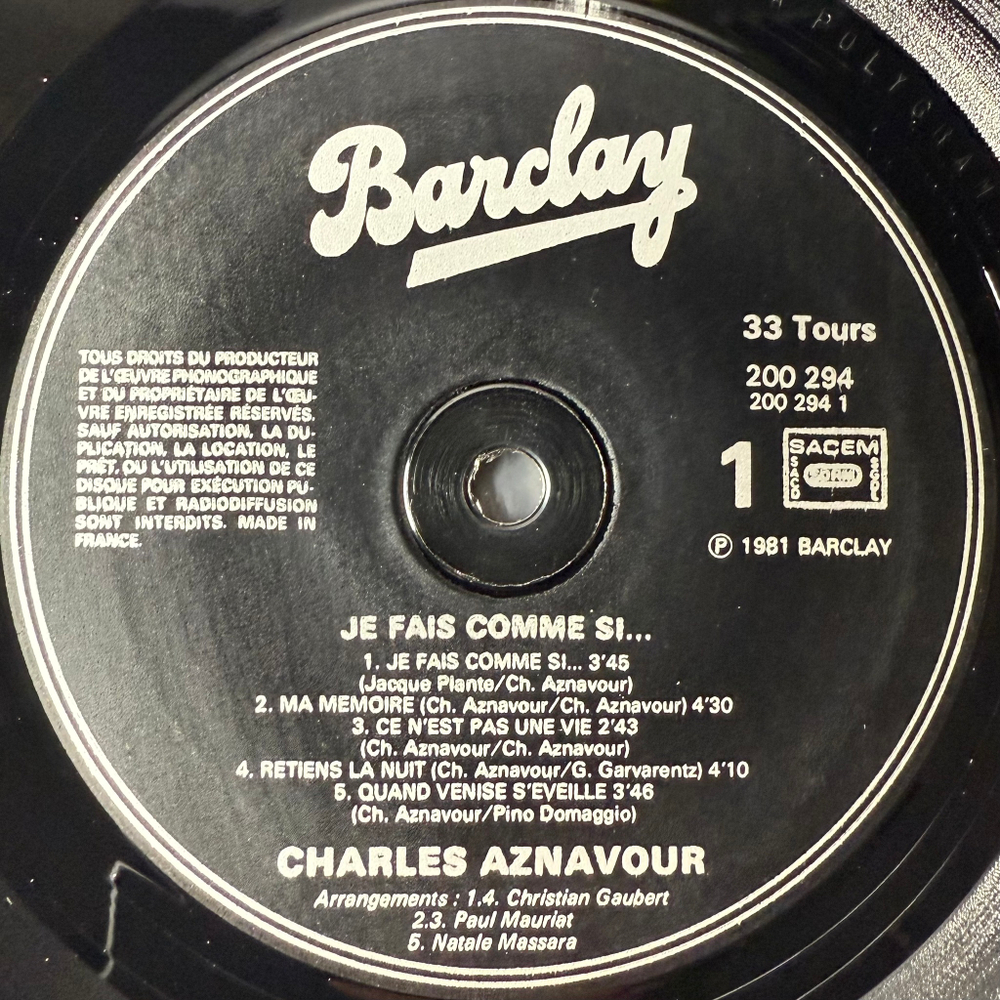 Barclay
33 Tours
200 294
200 294 1
1
SACEM
SACD
SDRM
SGDL
Ⓟ 1981 BARCLAY
TOUS DROITS DU PRODUCTEUR
DE L'ŒUVRE PHONOGRAPHIQUE
ET DU PROPRIÉTAIRE DE L'ŒU-
VRE ENREGISTRÉE RÉSERVÉS.
SAUF AUTORISATION, LA DU-
PLICATION, LA LOCATION, LE
PRÊT, OU L'UTILISATION DE CE
DISQUE POUR EXÉCUTION PU-
BLIQUE ET RADIODIFFUSION
SONT INTERDITS. MADE IN
FRANCE.
JE FAIS COMME SI...
1. JE FAIS COMME SI... 3'45
(Jacque Plante/Ch. Aznavour)
2. MA MEMOIRE (Ch. Aznavour/Ch. Aznavour) 4'30
3. CE N'EST PAS UNE VIE 2'43
(Ch. Aznavour/Ch. Aznavour)
4. RETIENS LA NUIT (Ch. Aznavour/G. Garvarentz) 4'10
5. QUAND VENISE S'EVEILLE 3'46
(Ch. Aznavour/Pino Domaggio)
CHARLES AZNAVOUR
Arrangements : 1.4. Christian Gaubert
2.3. Paul Mauriat
5. Natale Massara